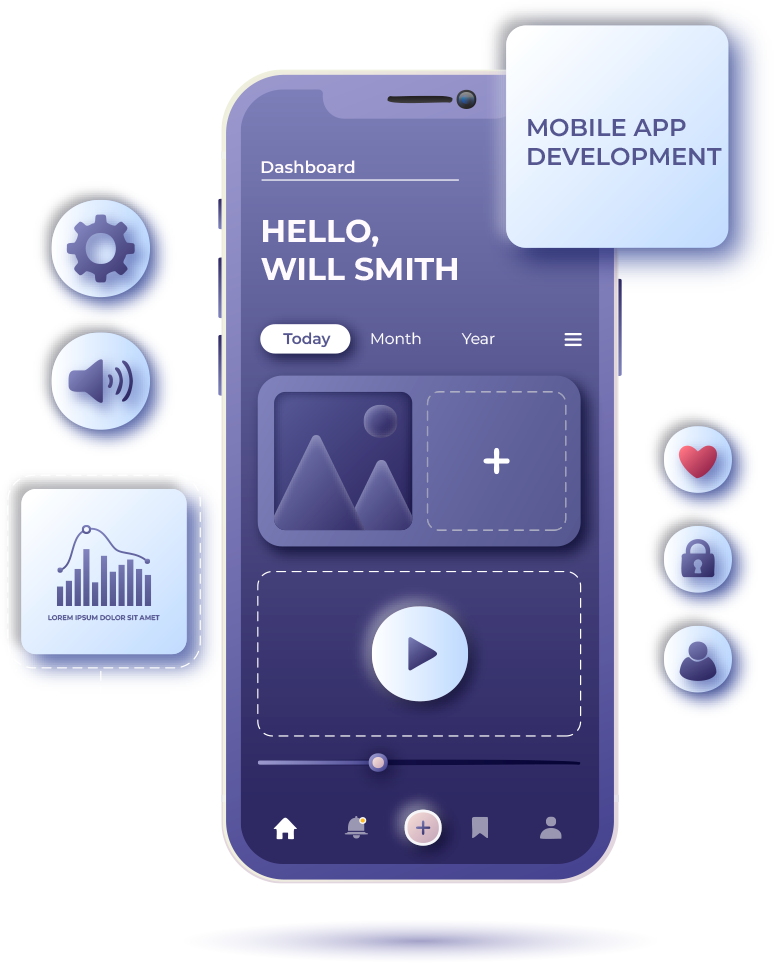 MOBILE APP
DEVELOPMENT
Dashboard
HELLO,
WILL SMITH
Today Month Year
LOREM IPSUM DOLOR SIT AMET